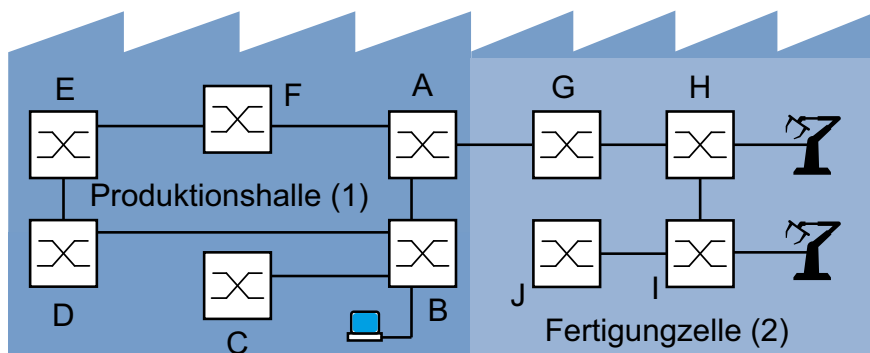 E
F
A
G
H
Produktionshalle (1)
D
C
B
J
I
Fertigungzelle (2)